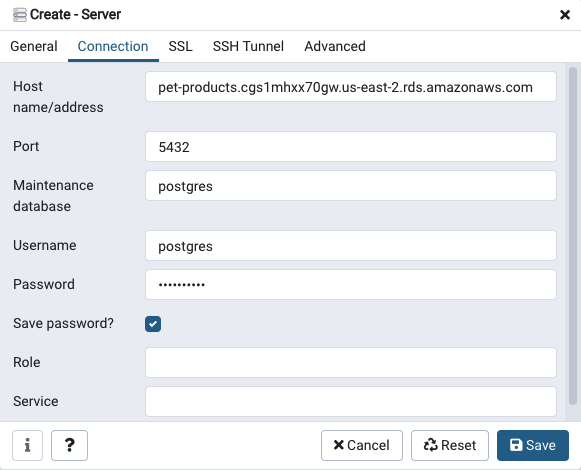 Create - Server
General Connection SSL SSH Tunnel Advanced
Host name/address
pet-products.cgs1mhxx70gw.us-east-2.rds.amazonaws.com
Port
5432
Maintenance database
postgres
Username
postgres
Password
••••••••••
Save password?
Role
Service
i ? Cancel Reset Save